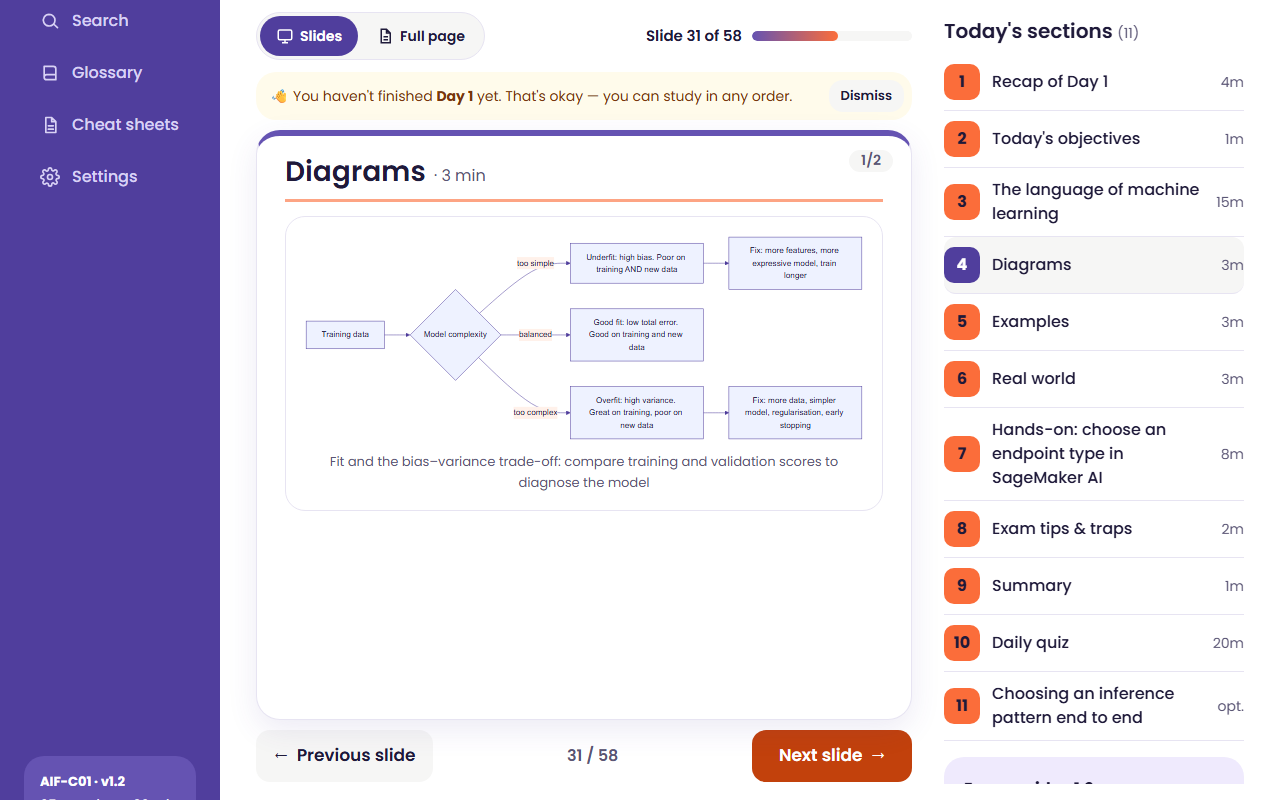 Search
Glossary
Cheat sheets
Settings
AIF-C01 · v1.2
Slides
Full page
Slide 31 of 58
👋 You haven't finished Day 1 yet. That's okay — you can study in any order.
Dismiss
Diagrams · 3 min
1/2
Training data
Model complexity
too simple
balanced
too complex
Underfit: high bias. Poor on
training AND new data
Fix: more features, more
expressive model, train
longer
Good fit: low total error.
Good on training and new
data
Overfit: high variance.
Great on training, poor on
new data
Fix: more data, simpler
model, regularisation, early
stopping
Fit and the bias–variance trade-off: compare training and validation scores to
diagnose the model
← Previous slide
31 / 58
Next slide →
Today's sections (11)
1 Recap of Day 1 4m
2 Today's objectives 1m
3 The language of machine
learning 15m
4 Diagrams 3m
5 Examples 3m
6 Real world 3m
7 Hands-on: choose an
endpoint type in
SageMaker AI 8m
8 Exam tips & traps 2m
9 Summary 1m
10 Daily quiz 20m
11 Choosing an inference
pattern end to end opt.